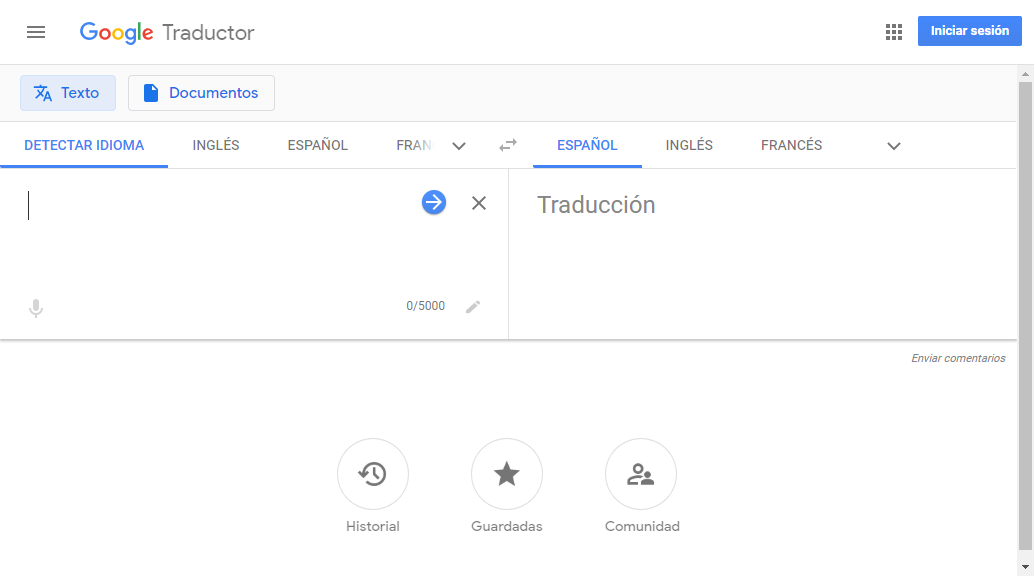 Google Traductor
Iniciar sesión
Texto
Documentos
DETECTAR IDIOMA INGLÉS ESPAÑOL FRAN
ESPAÑOL INGLÉS FRANCÉS
Traducción
0/5000
Enviar comentarios
Historial Guardadas Comunidad